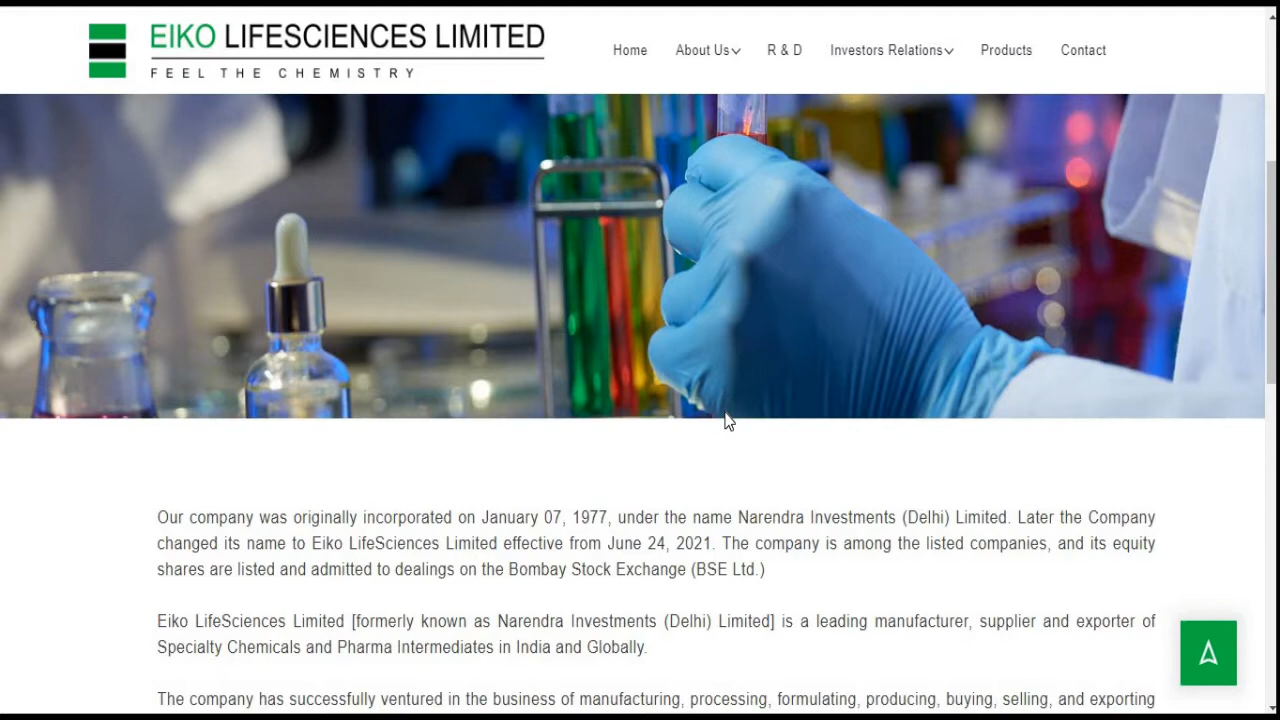 EIKO LIFESCIENCES LIMITED
FEEL THE CHEMISTRY
Home About Us R & D Investors Relations Products Contact
Our company was originally incorporated on January 07, 1977, under the name Narendra Investments (Delhi) Limited. Later the Company
changed its name to Eiko LifeSciences Limited effective from June 24, 2021. The company is among the listed companies, and its equity
shares are listed and admitted to dealings on the Bombay Stock Exchange (BSE Ltd.)
Eiko LifeSciences Limited [formerly known as Narendra Investments (Delhi) Limited] is a leading manufacturer, supplier and exporter of
Specialty Chemicals and Pharma Intermediates in India and Globally.
The company has successfully ventured in the business of manufacturing, processing, formulating, producing, buying, selling, and exporting